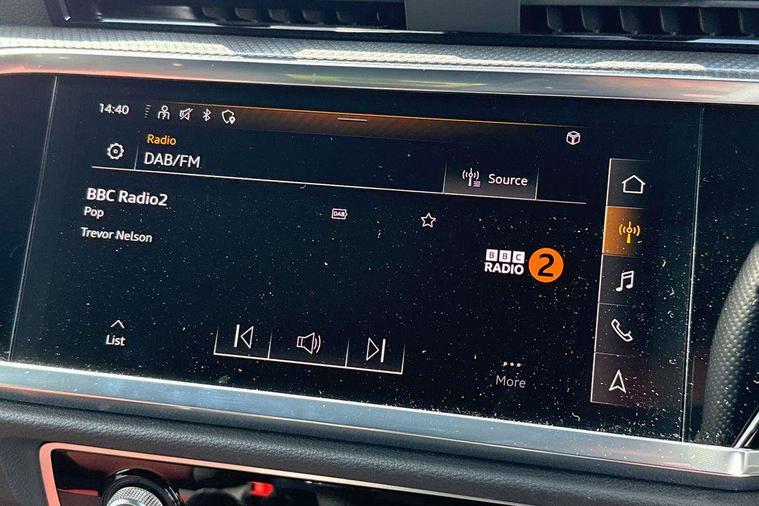 14:40
Radio
DAB/FM
Source
BBC Radio2
Pop
DAB
Trevor Nelson
BBC
RADIO 2
List
More